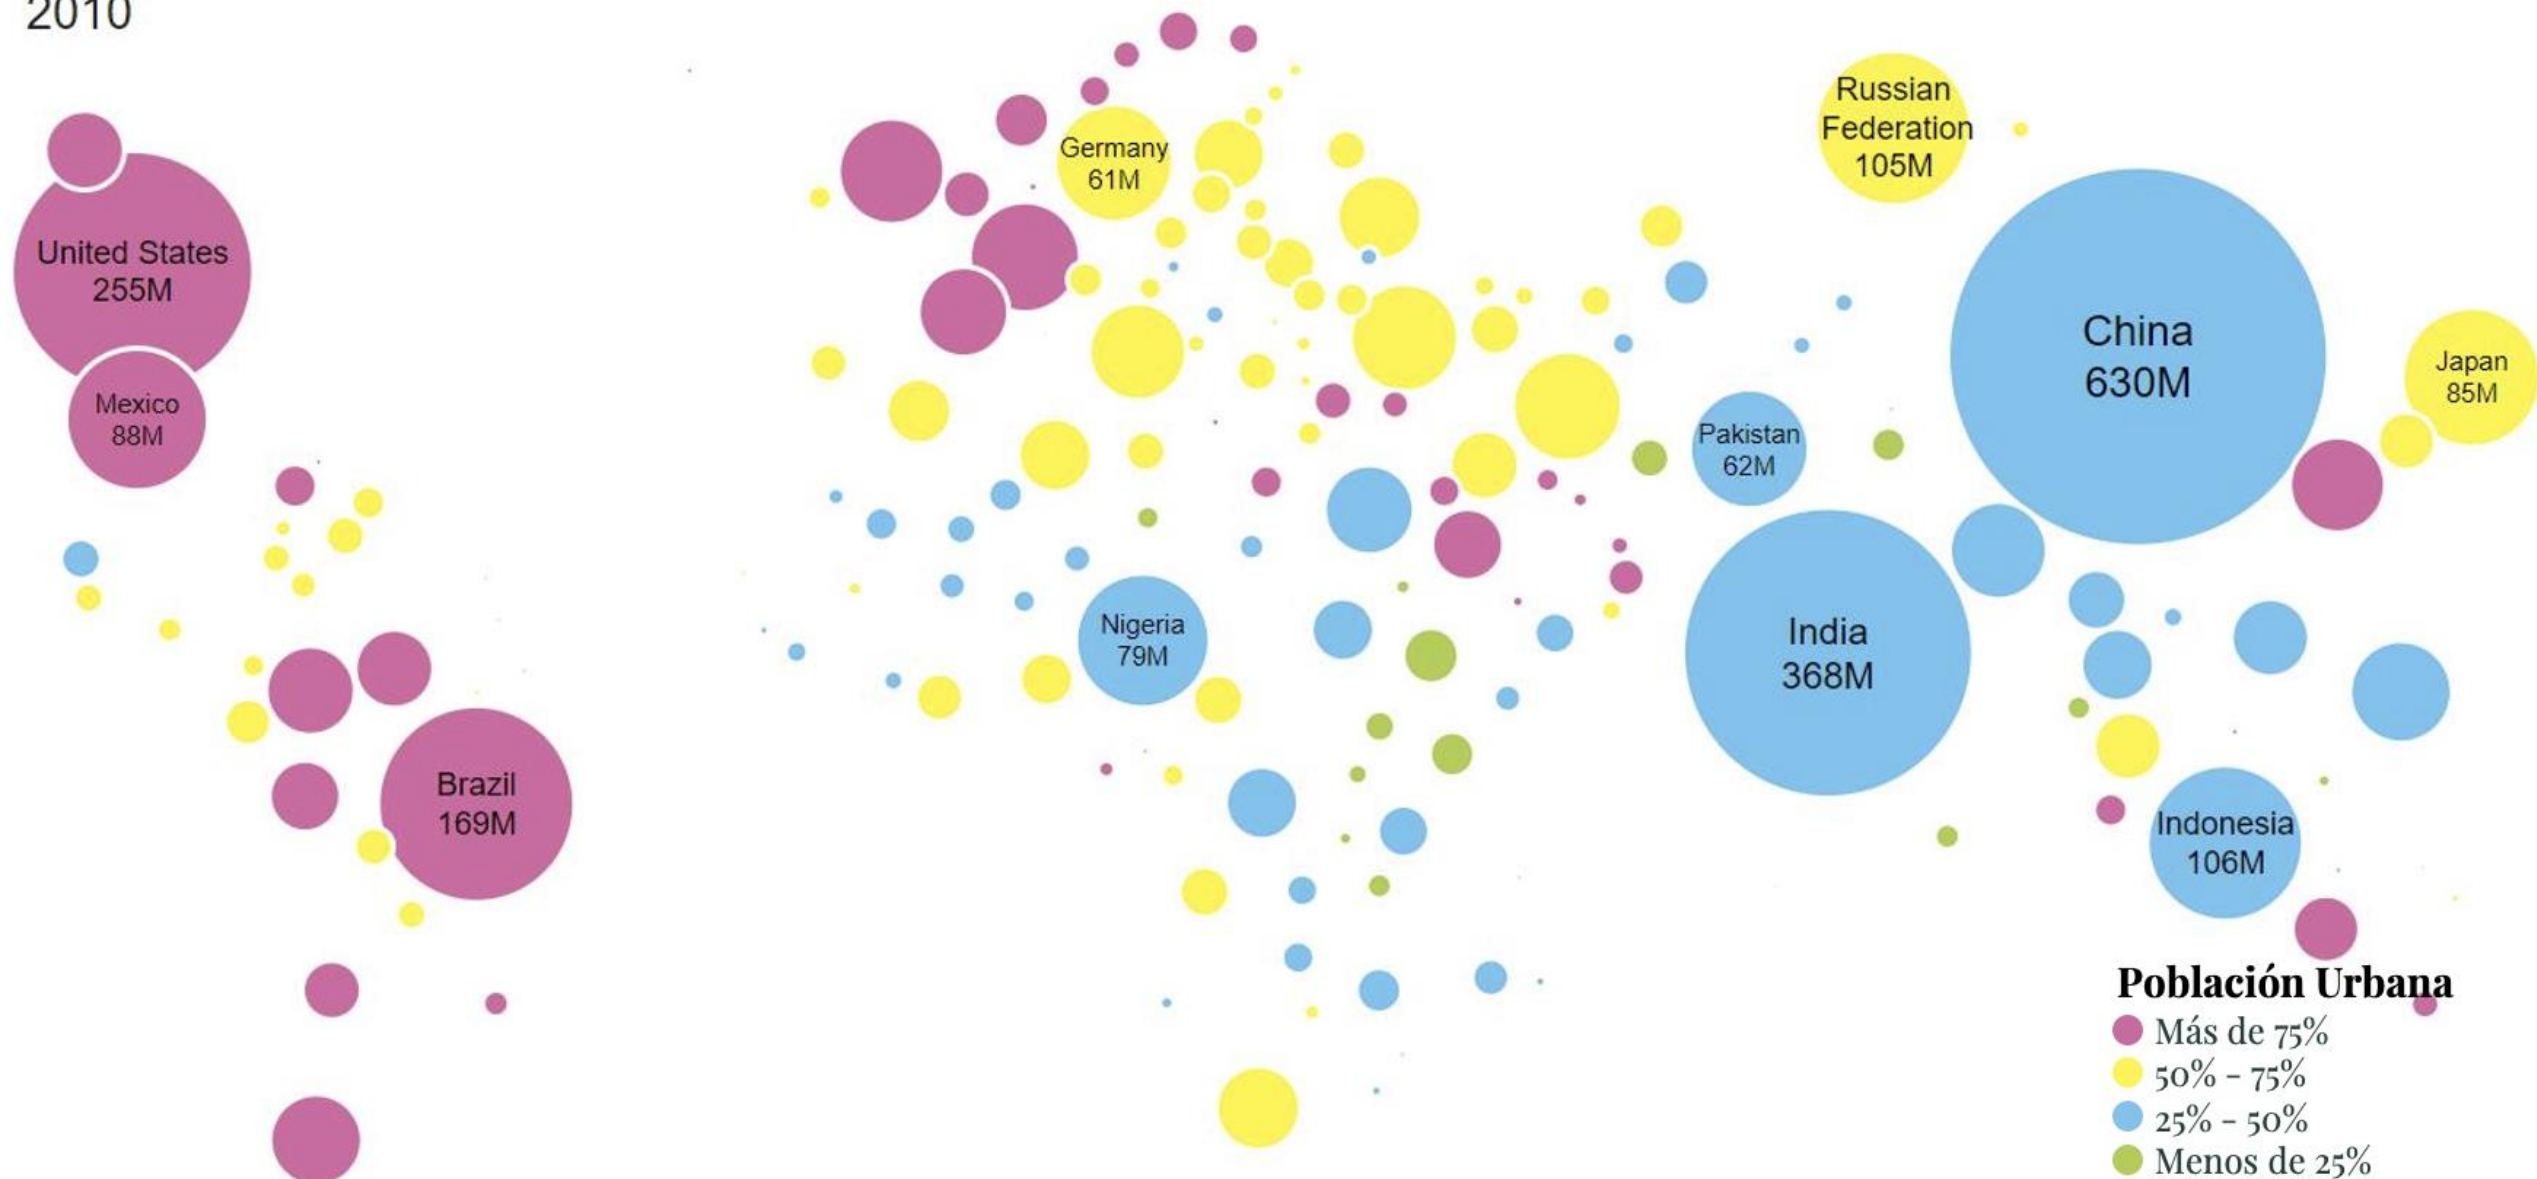 2010
Russian
Federation
105M
Germany
61M
United States
255M
China
630M
Japan
85M
Mexico
88M
Pakistan
62M
Nigeria
79M
India
368M
Brazil
169M
Indonesia
106M
Población Urbana
Más de 75%
50% - 75%
25% - 50%
Menos de 25%